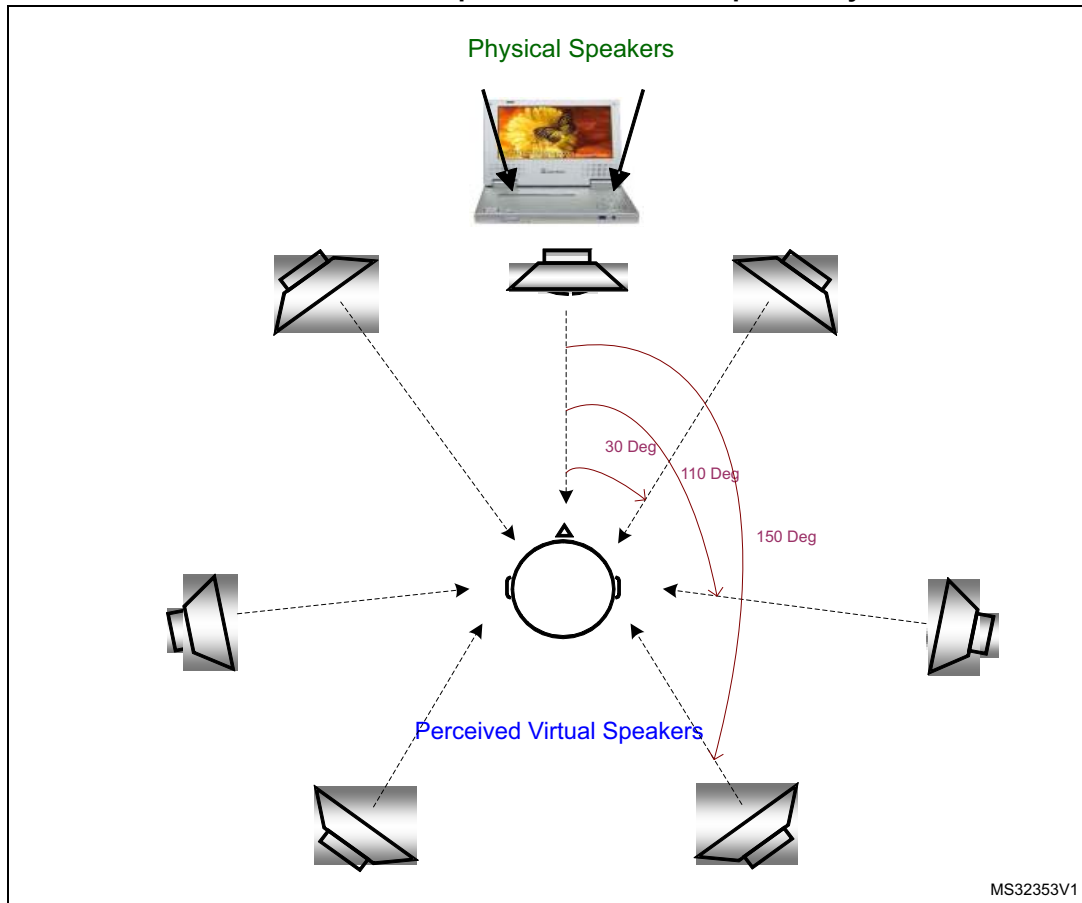 Physical Speakers
30 Deg
110 Deg
150 Deg
Perceived Virtual Speakers
MS32353V1